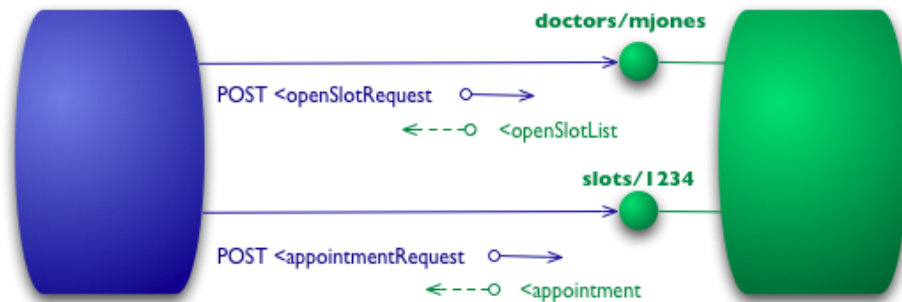 doctors/mjones
POST <openSlotRequest
<openSlotList
slots/1234
POST <appointmentRequest
<appointment